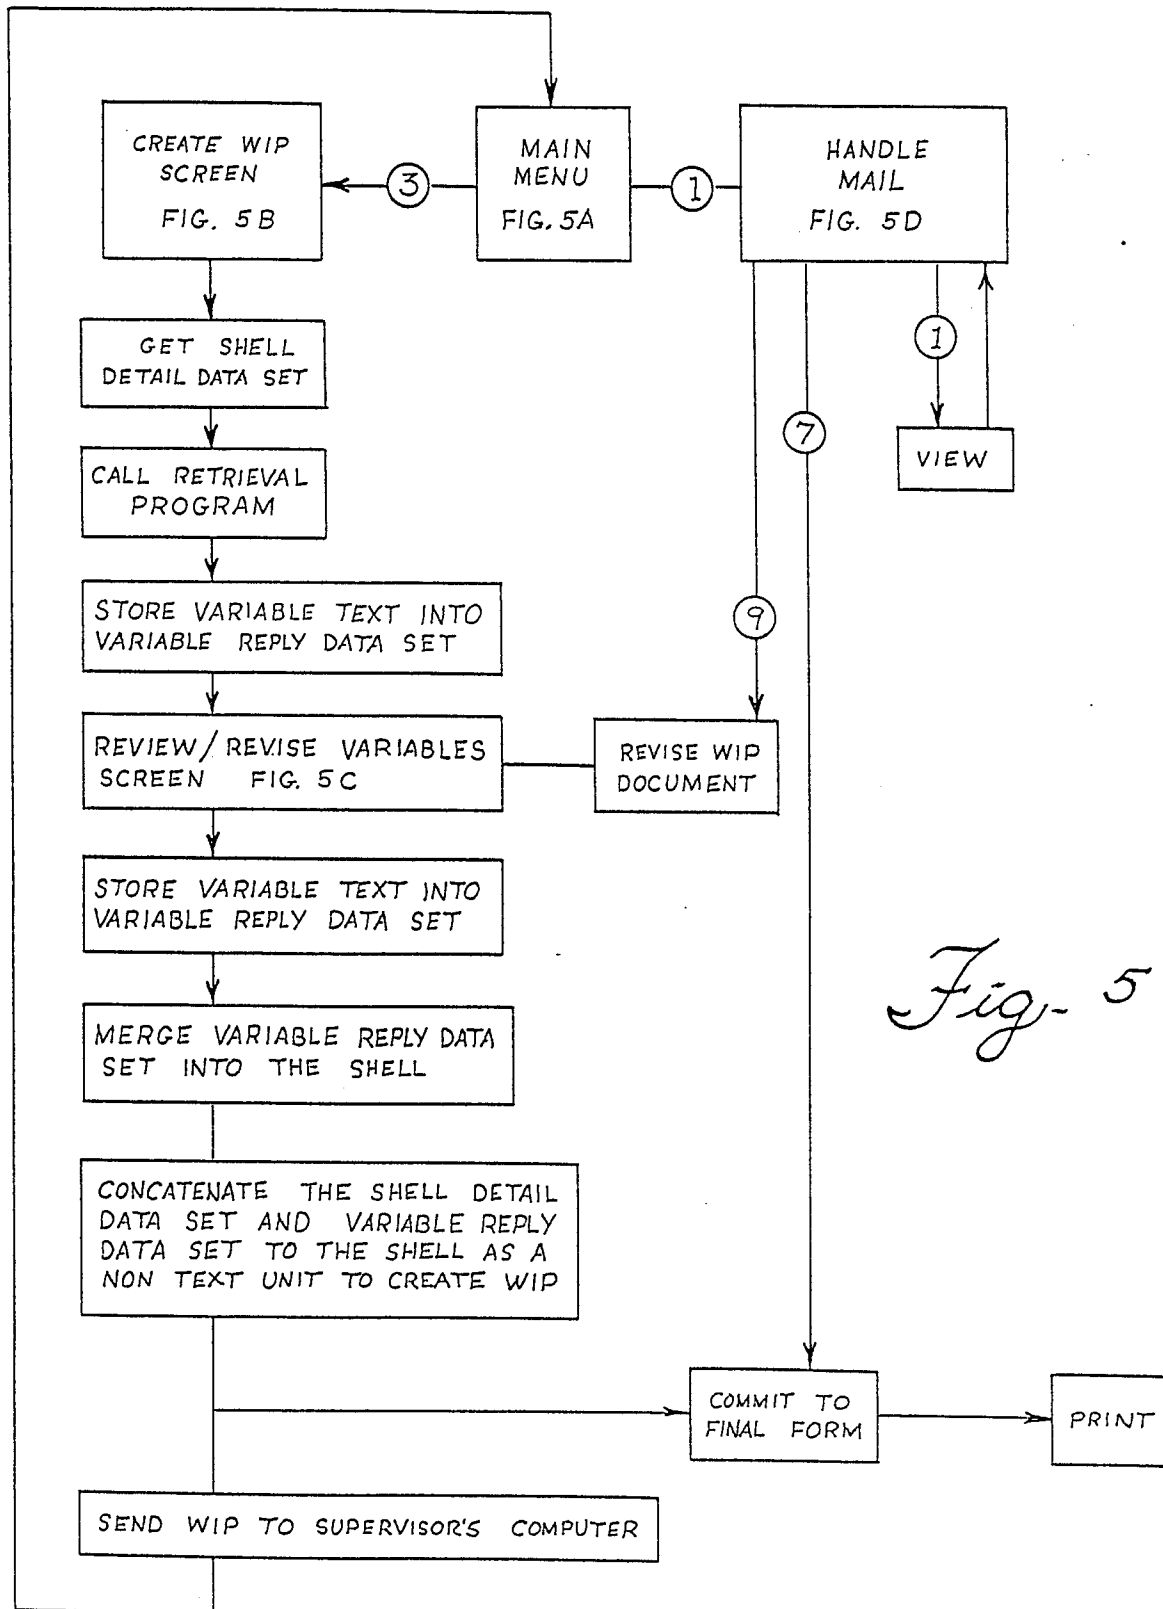 CREATE WIP
SCREEN
FIG. 5B
3
MAIN
MENU
FIG. 5A
1
HANDLE
MAIL
FIG. 5D
GET SHELL
DETAIL DATA SET
1
VIEW
7
CALL RETRIEVAL
PROGRAM
STORE VARIABLE TEXT INTO
VARIABLE REPLY DATA SET
9
REVIEW/REVISE VARIABLES
SCREEN FIG. 5C
REVISE WIP
DOCUMENT
STORE VARIABLE TEXT INTO
VARIABLE REPLY DATA SET
Fig. 5
MERGE VARIABLE REPLY DATA
SET INTO THE SHELL
CONCATENATE THE SHELL DETAIL
DATA SET AND VARIABLE REPLY
DATA SET TO THE SHELL AS A
NON TEXT UNIT TO CREATE WIP
COMMIT TO
FINAL FORM
PRINT
SEND WIP TO SUPERVISOR'S COMPUTER